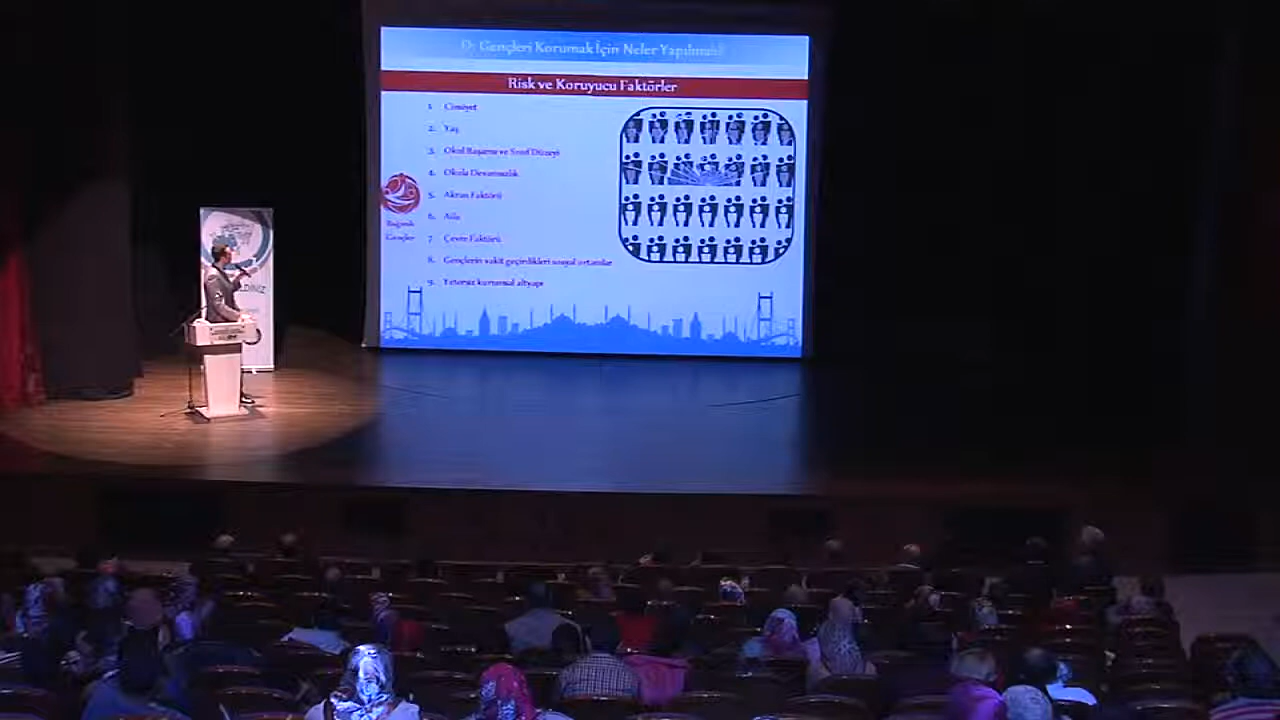 D: Gençleri Korumak İçin Neler Yapılmalı?
Risk ve Koruyucu Faktörler
1. Cinsiyet
2. Yaş
3. Okul Başarısı ve Sınıf Düzeyi
4. Okula Devamsızlık
5. Akran Faktörü
6. Aile
7. Çevre Faktörü
8. Gençlerin vakit geçirdikleri sosyal ortamlar
9. Yetersiz kurumsal altyapı
Bağımlı
Gençler